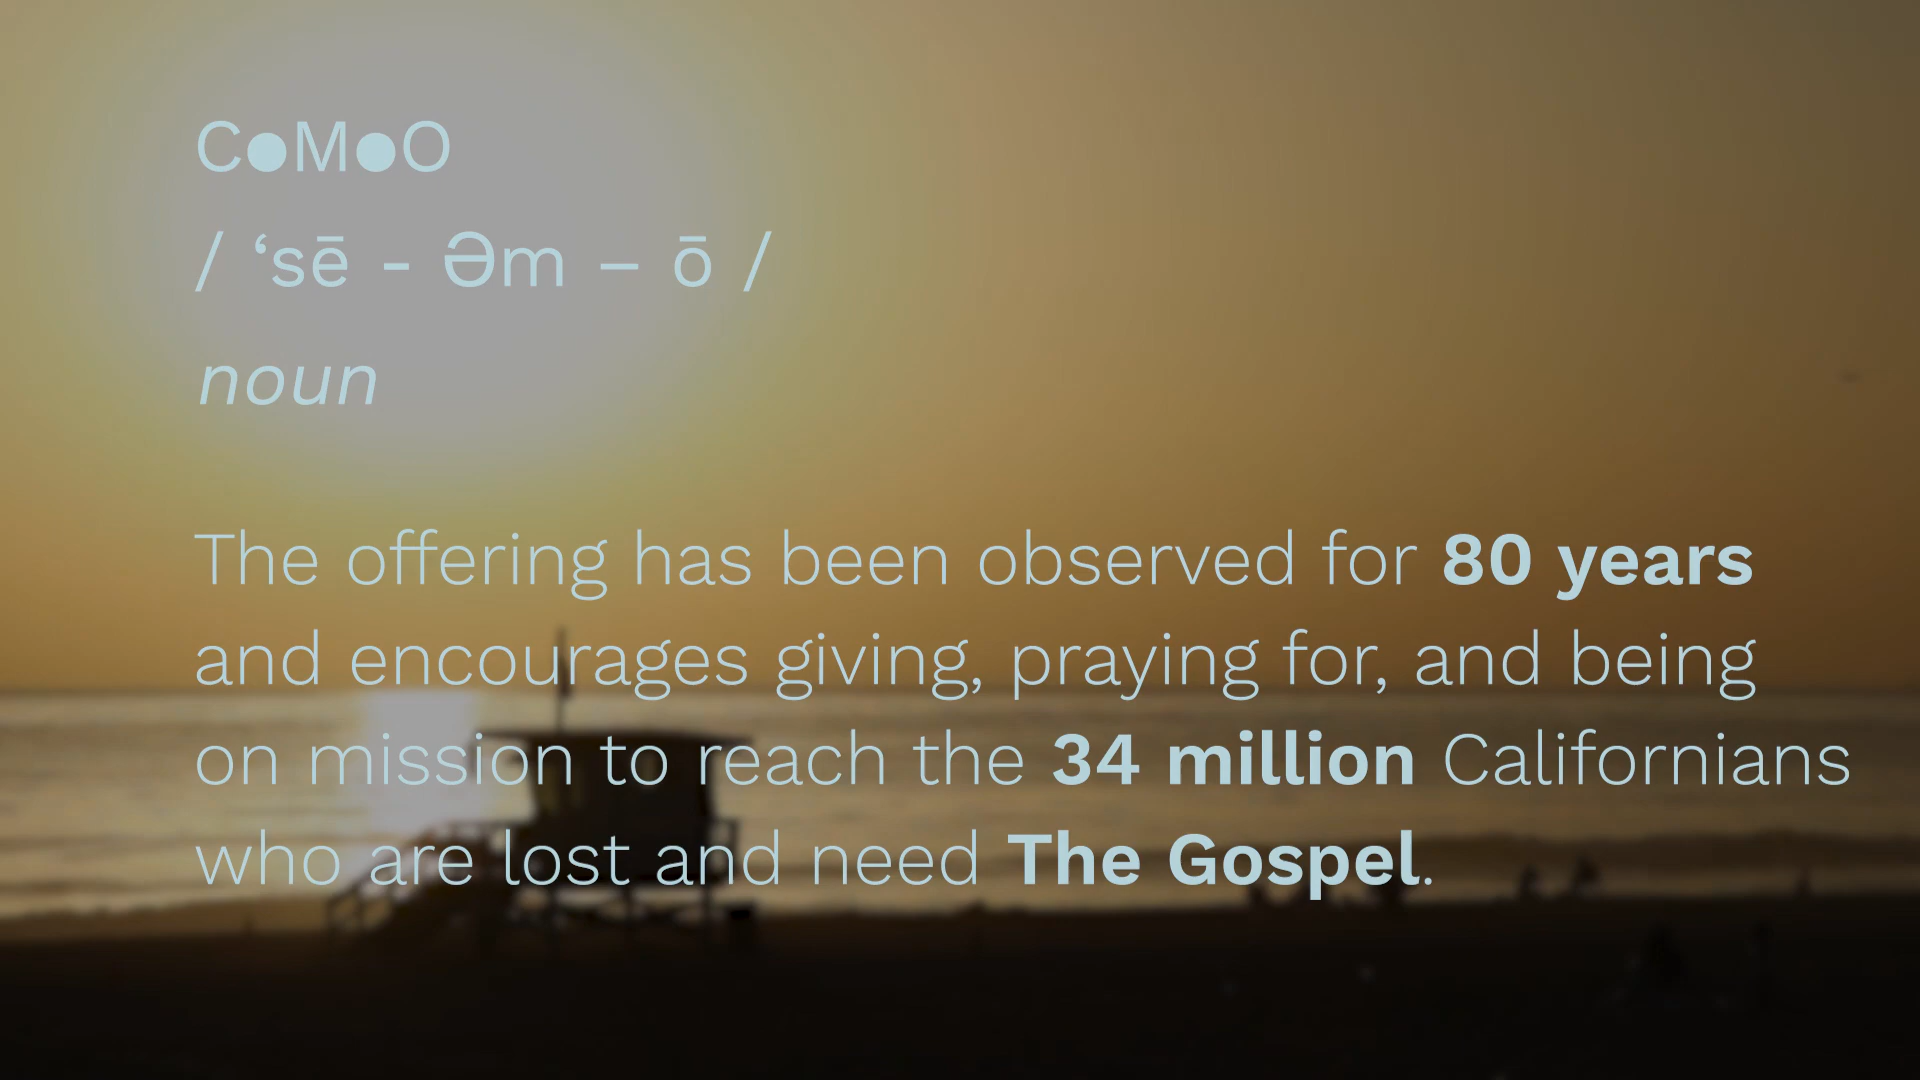 C●M●O
/ ‘sē - Əm – ō /
noun
The offering has been observed for 80 years
and encourages giving, praying for, and being
on mission to reach the 34 million Californians
who are lost and need The Gospel.